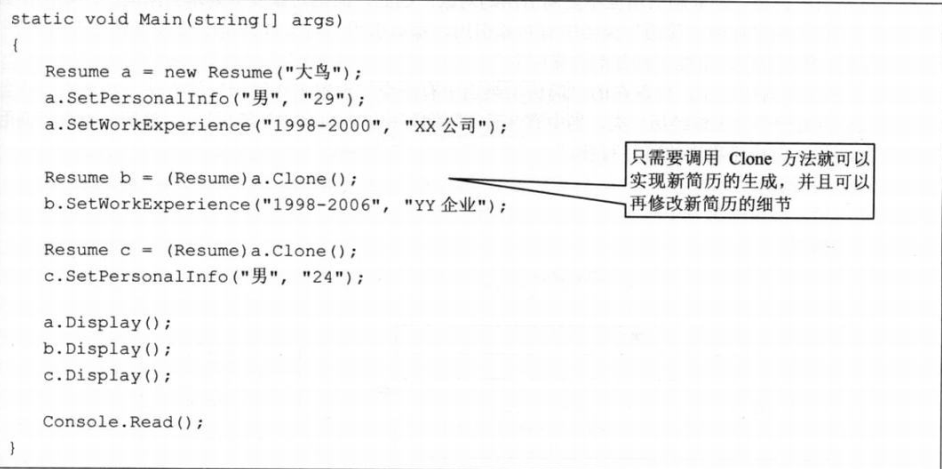 static void Main(string[] args)
{
Resume a = new Resume("大鸟");
a.SetPersonalInfo("男", "29");
a.SetWorkExperience("1998-2000", "XX 公司");
Resume b = (Resume)a.Clone();
b.SetWorkExperience("1998-2006", "YY 企业");
只需要调用 Clone 方法就可以
实现新简历的生成，并且可以
再修改新简历的细节
Resume c = (Resume)a.Clone();
c.SetPersonalInfo("男", "24");
a.Display();
b.Display();
c.Display();
Console.Read();
}